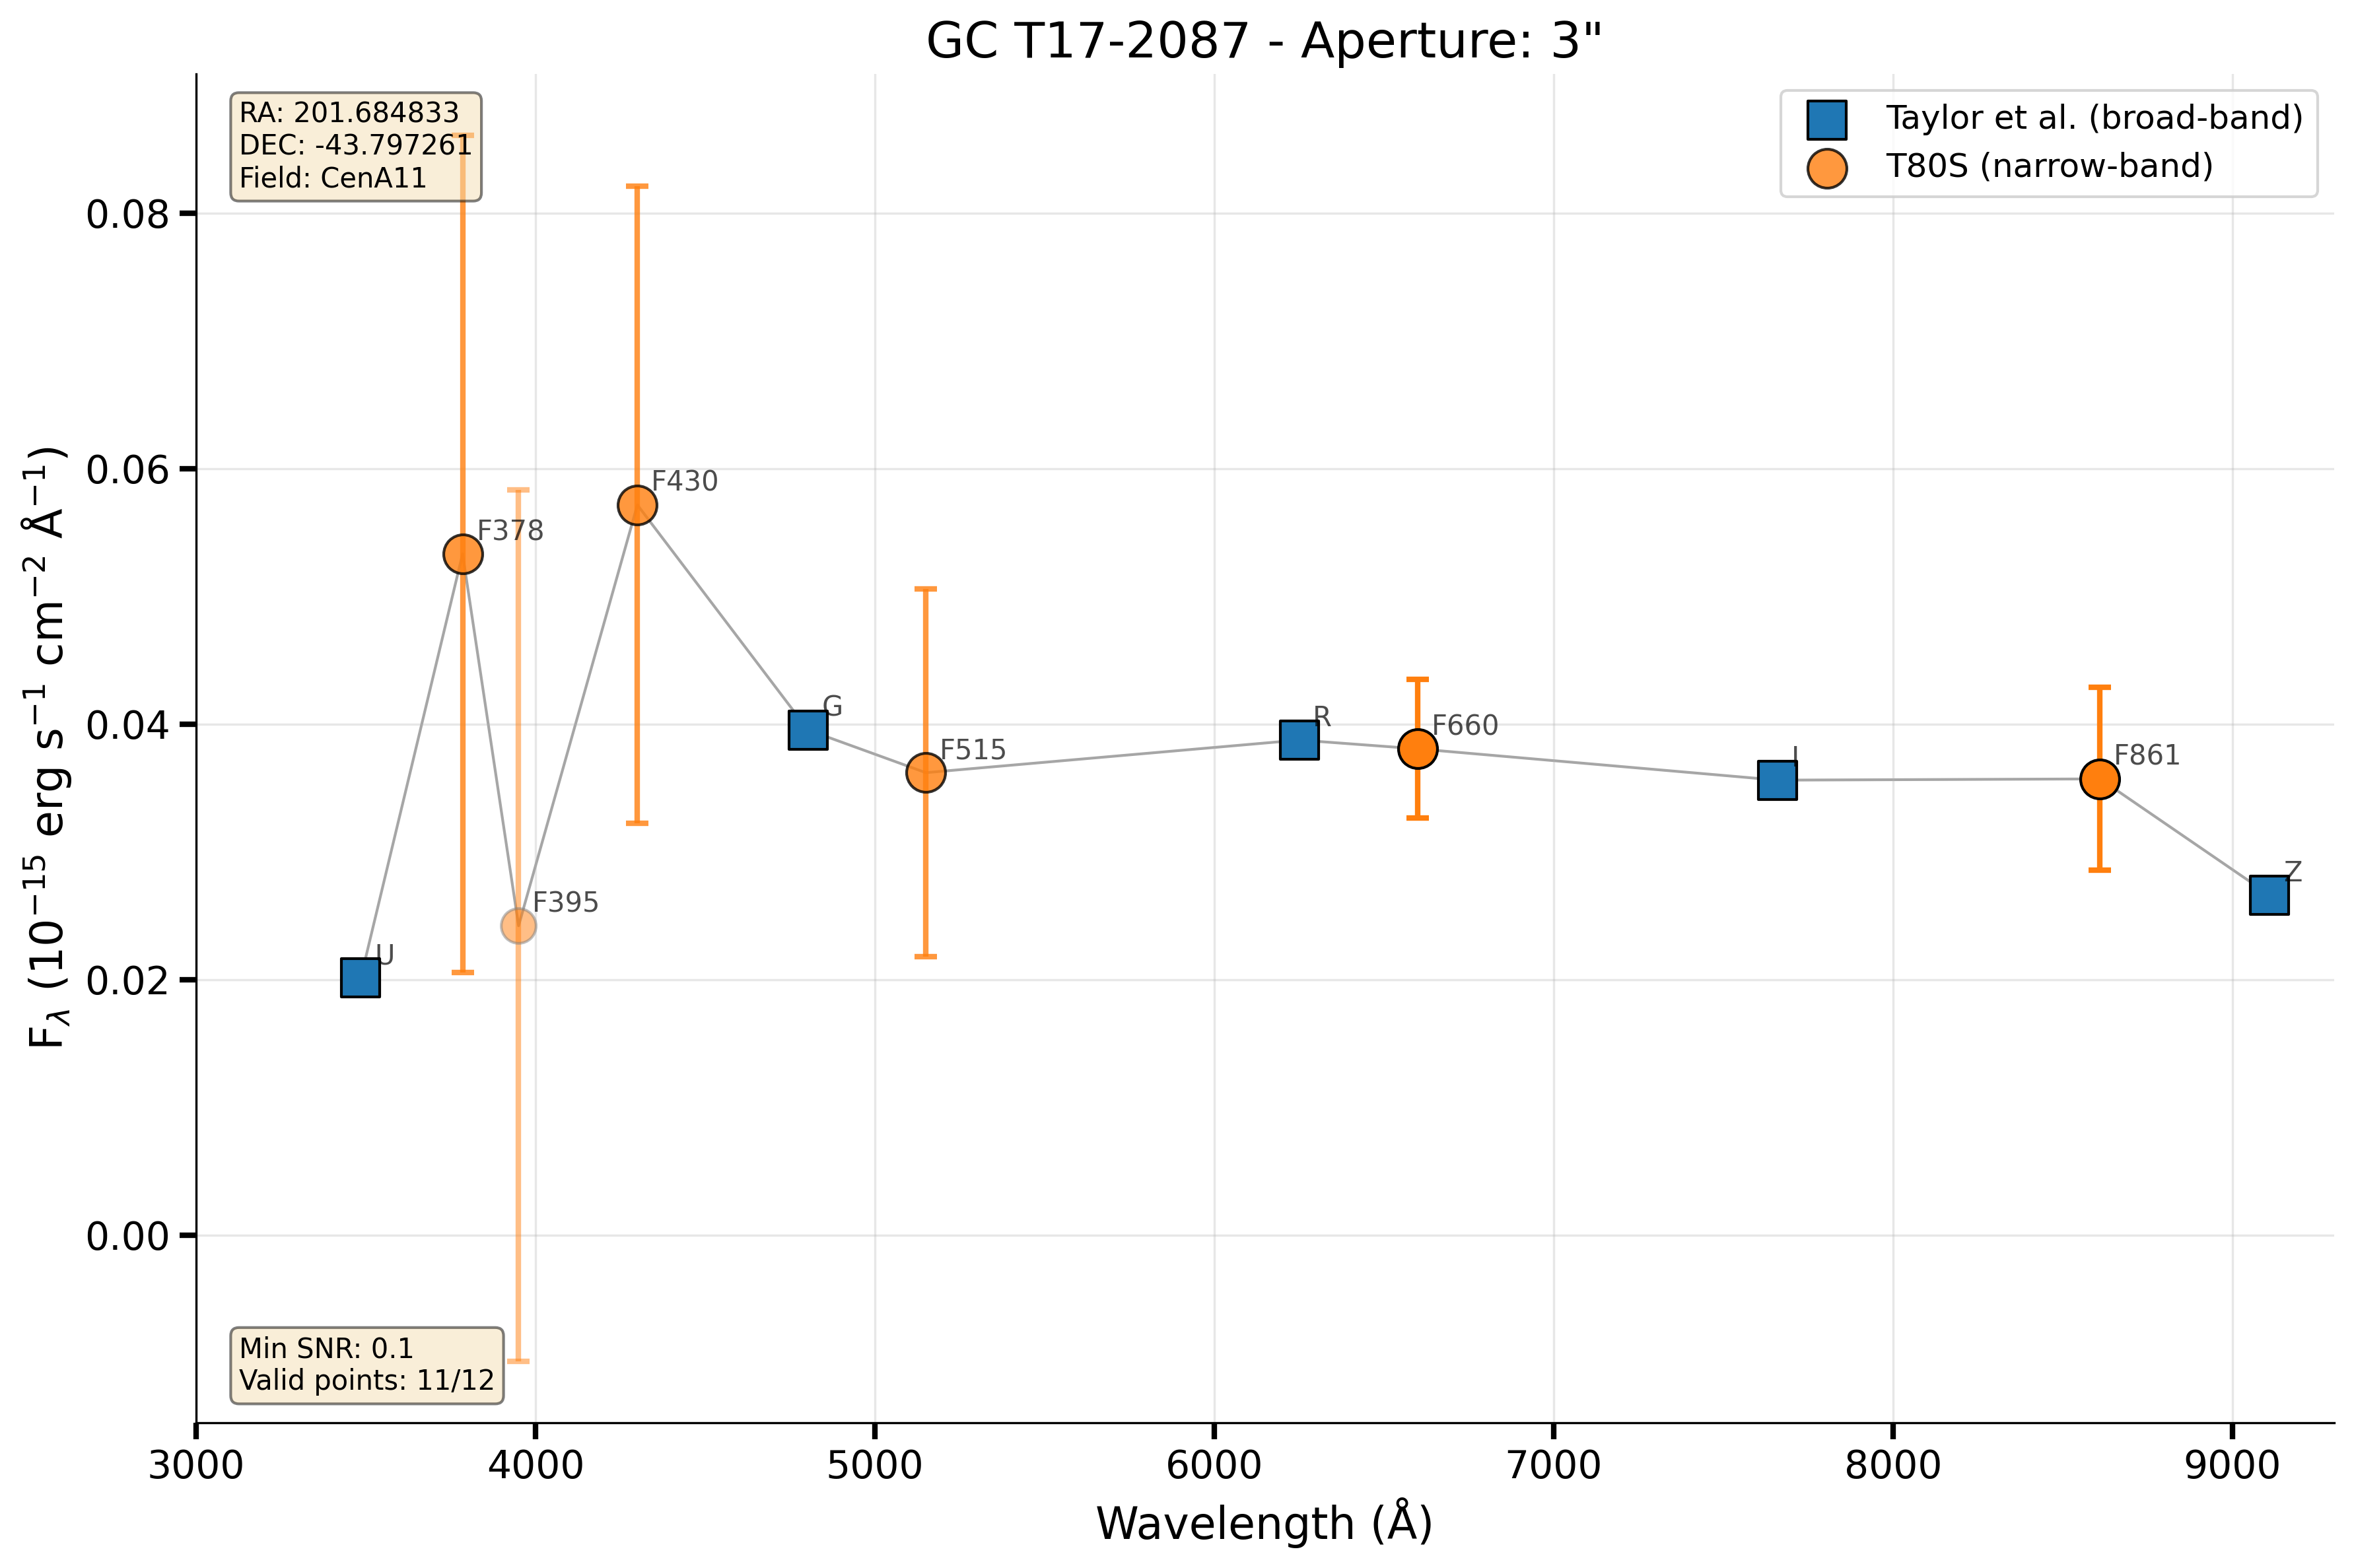 GC T17-2087 - Aperture: 3"
RA: 201.684833
DEC: -43.797261
Field: CenA11
Taylor et al. (broad-band)
T80S (narrow-band)
0.08
0.06
0.04
0.02
0.00
F378
F430
F395
U
G
F515
R
F660
I
F861
Z
Fλ (10⁻¹⁵ erg s⁻¹ cm⁻² Å⁻¹)
Min SNR: 0.1
Valid points: 11/12
3000 4000 5000 6000 7000 8000 9000
Wavelength (Å)